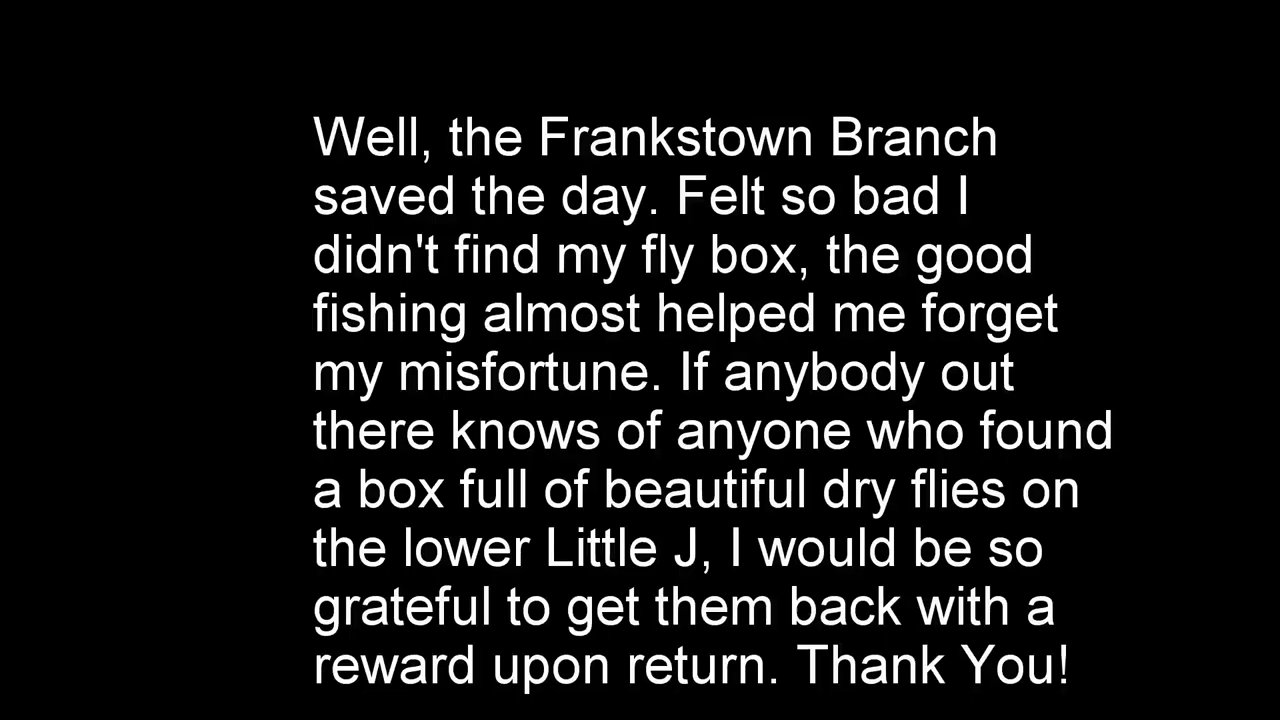 Well, the Frankstown Branch
saved the day. Felt so bad I
didn't find my fly box, the good
fishing almost helped me forget
my misfortune. If anybody out
there knows of anyone who found
a box full of beautiful dry flies on
the lower Little J, I would be so
grateful to get them back with a
reward upon return. Thank You!